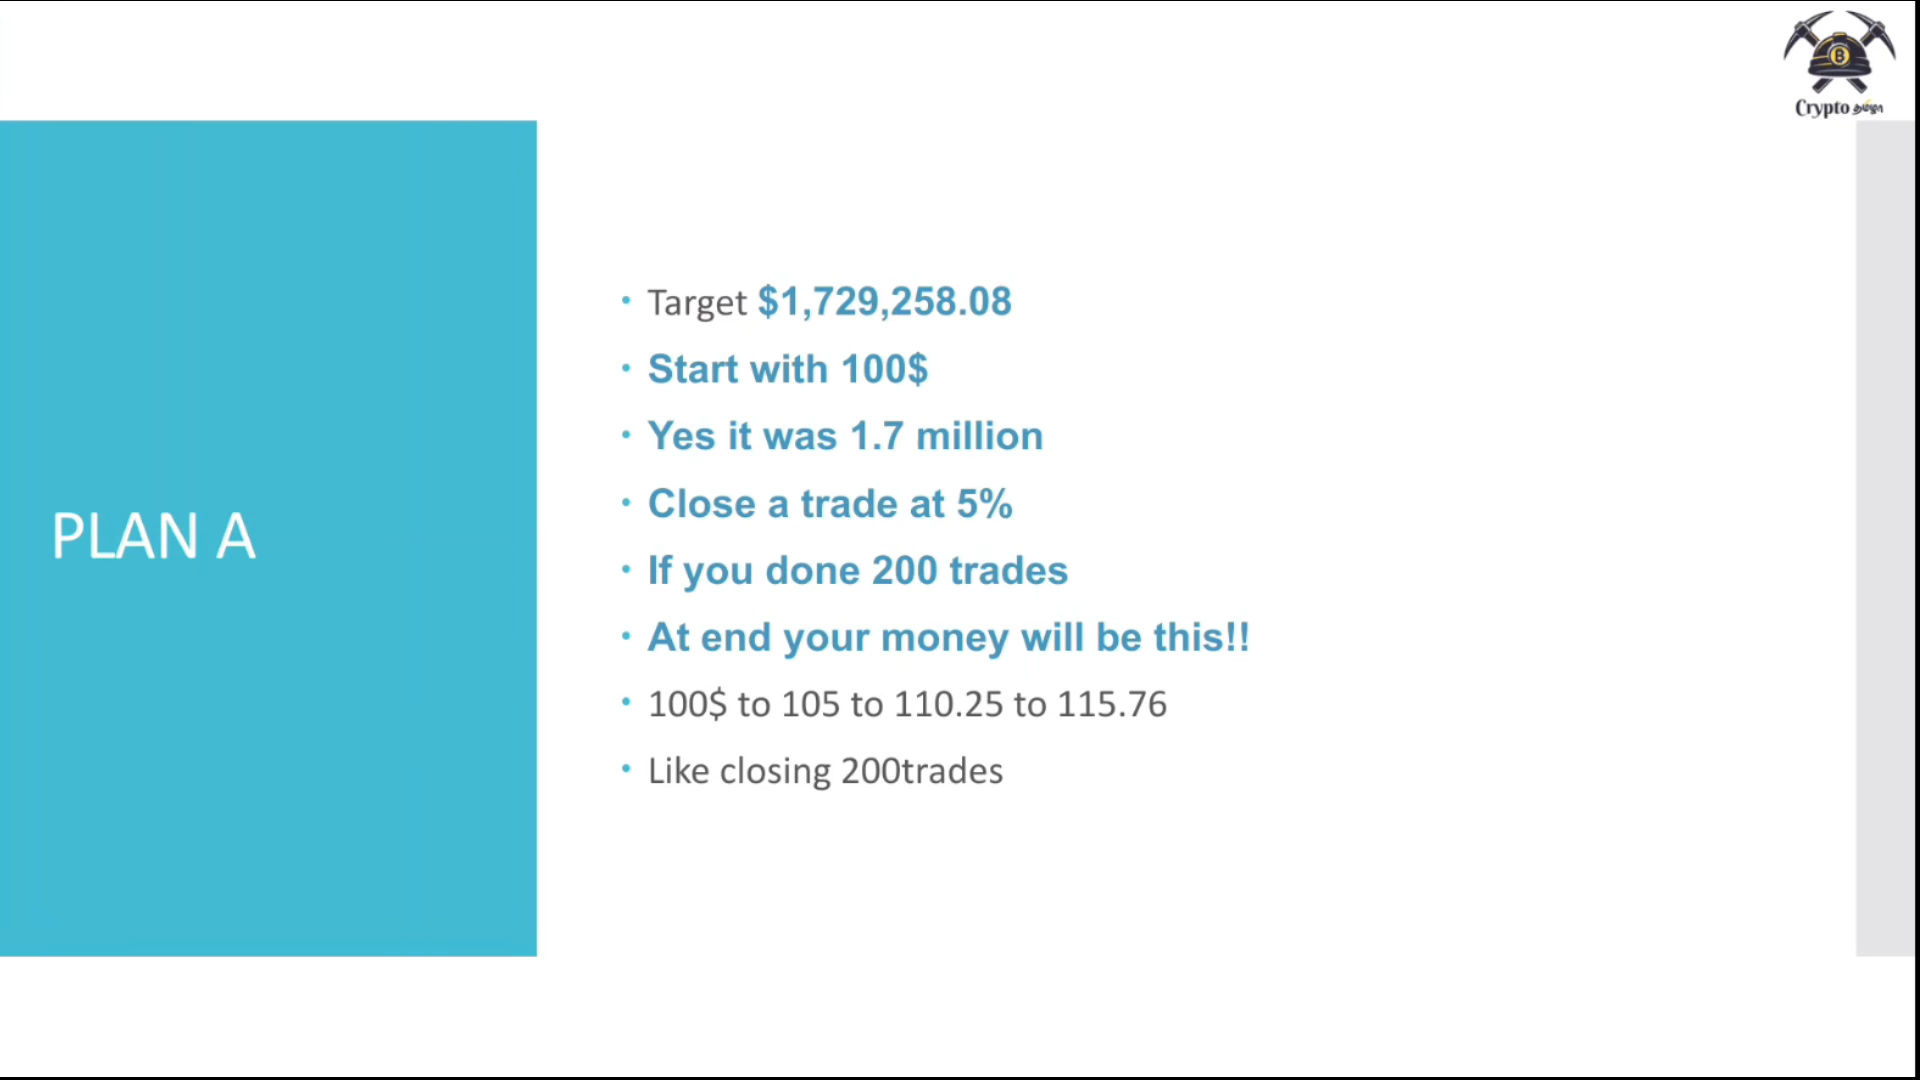 Crypto தமிழா
PLAN A
Target $1,729,258.08
Start with 100$
Yes it was 1.7 million
Close a trade at 5%
If you done 200 trades
At end your money will be this!!
100$ to 105 to 110.25 to 115.76
Like closing 200trades